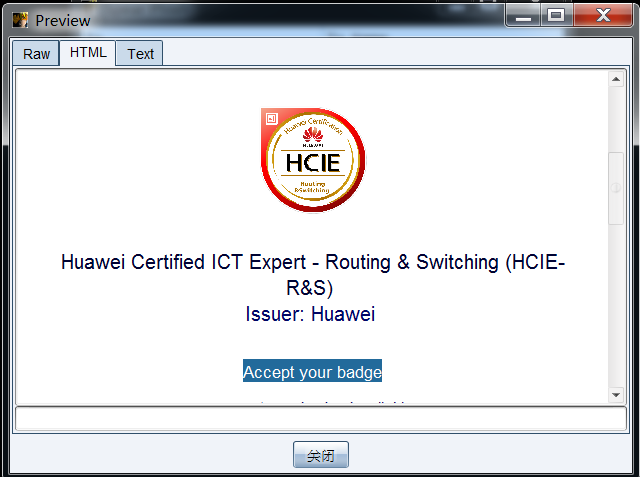 Preview
Raw HTML Text
Huawei Certification
HUAWEI
HCIE
Routing
&Switching
Huawei Certified ICT Expert - Routing & Switching (HCIE-
R&S)
Issuer: Huawei
Accept your badge
关闭